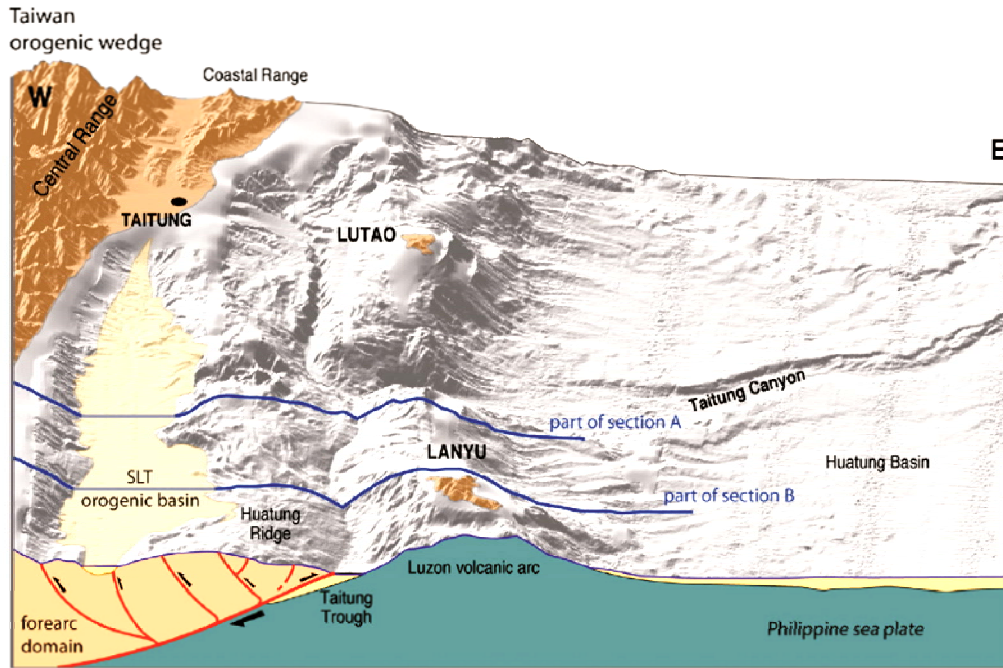 Taiwan
orogenic wedge
Coastal Range
W
E
Central Range
TAITUNG
LUTAO
Taitung Canyon
part of section A
LANYU
Huatung Basin
SLT
orogenic basin
part of section B
Huatung
Ridge
Luzon volcanic arc
Taitung
Trough
forearc
domain
Philippine sea plate